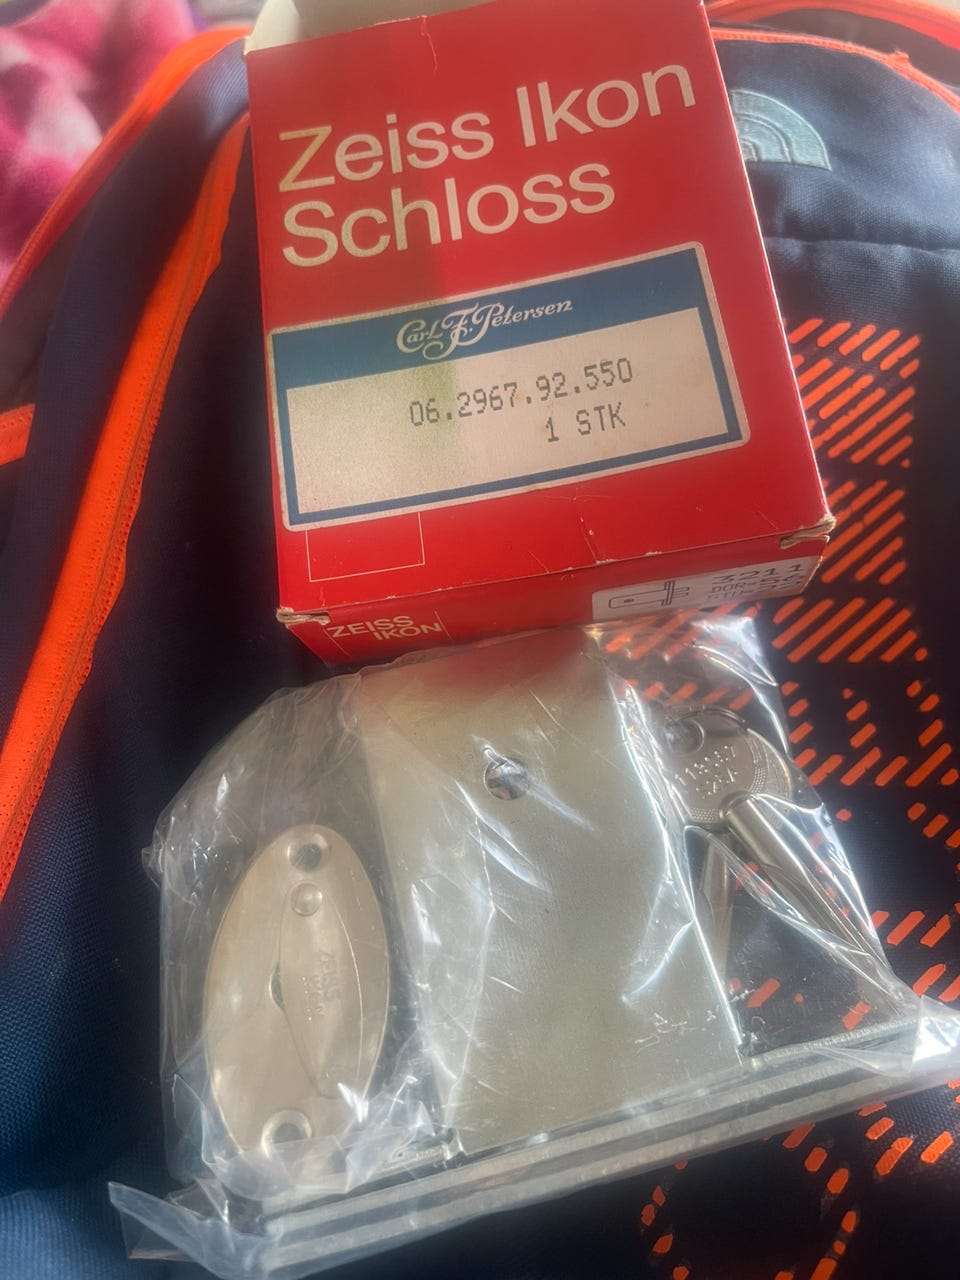 Zeiss Ikon
Schloss
Carl F. Petersen
06.2967.92.550
1 STK
ZEISS
IKON
3211
ZEISS
IKON